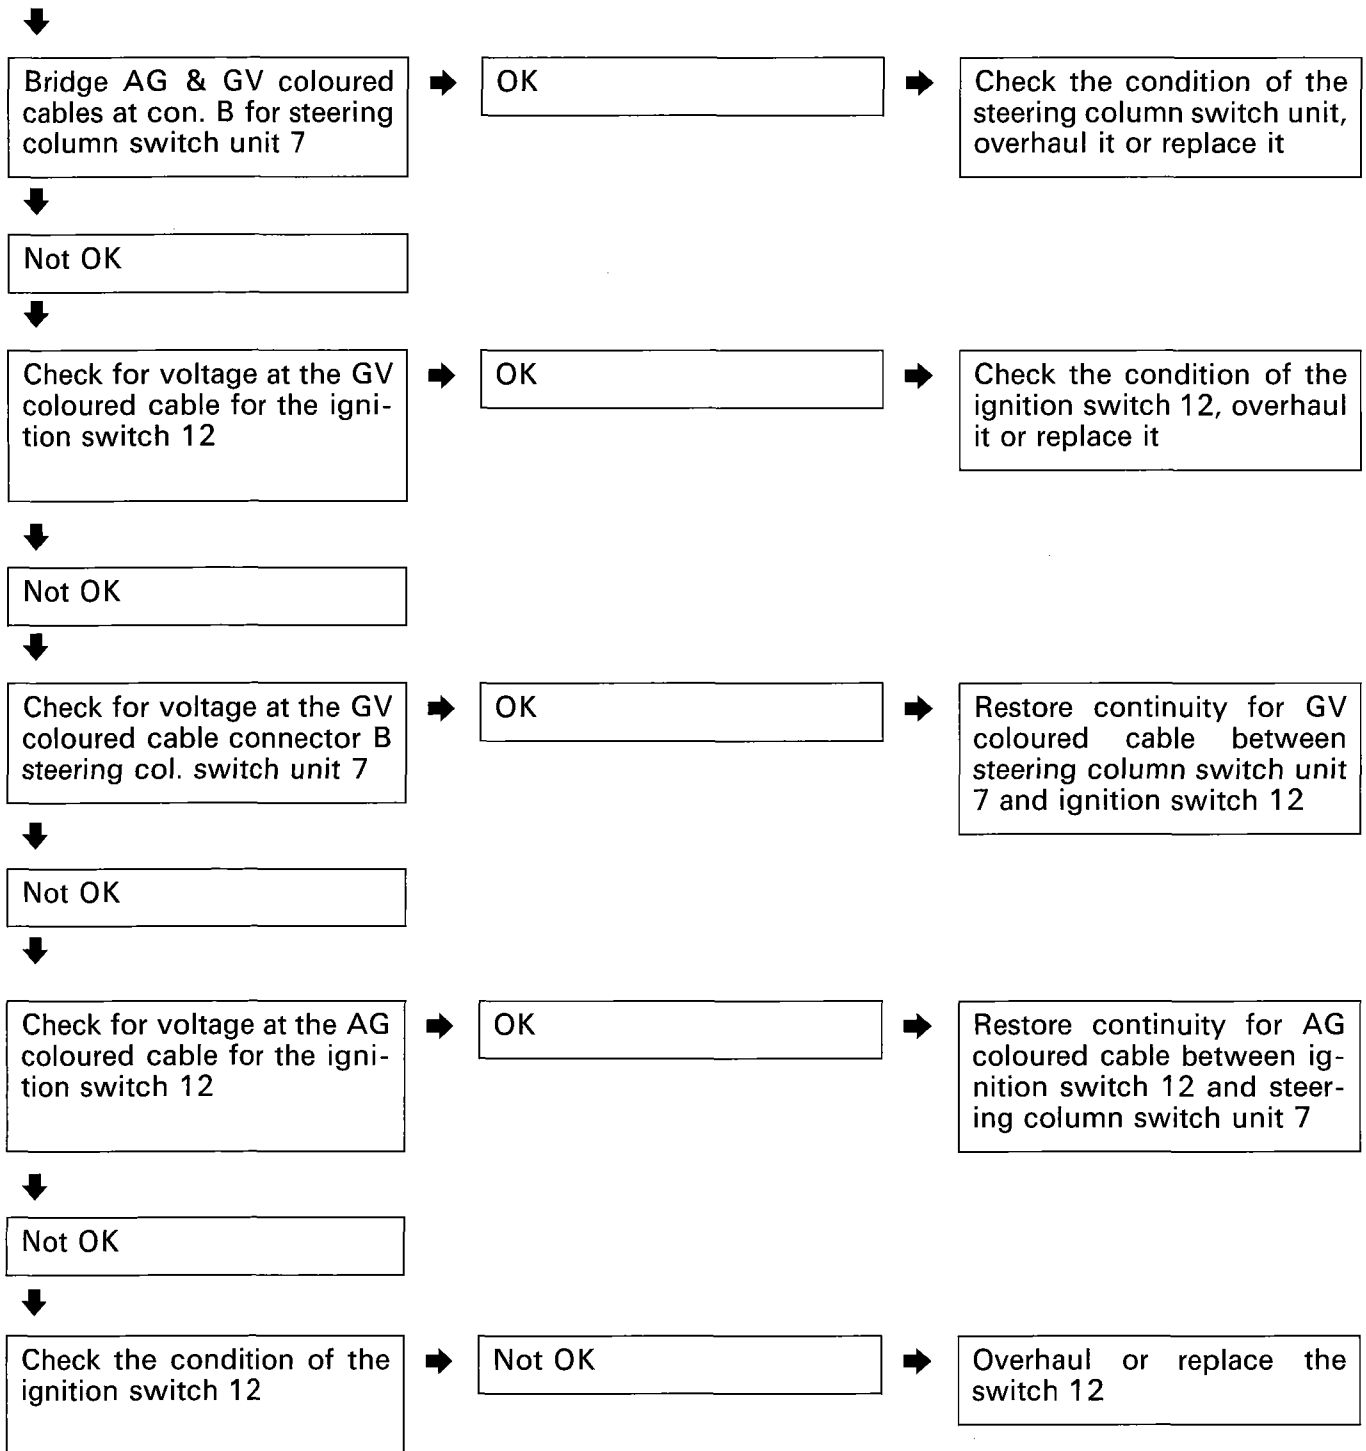 Bridge AG & GV coloured
cables at con. B for steering
column switch unit 7
OK
Check the condition of the
steering column switch unit,
overhaul it or replace it
Not OK
Check for voltage at the GV
coloured cable for the igni-
tion switch 12
OK
Check the condition of the
ignition switch 12, overhaul
it or replace it
Not OK
Check for voltage at the GV
coloured cable connector B
steering col. switch unit 7
OK
Restore continuity for GV
coloured cable between
steering column switch unit
7 and ignition switch 12
Not OK
Check for voltage at the AG
coloured cable for the igni-
tion switch 12
OK
Restore continuity for AG
coloured cable between ig-
nition switch 12 and steer-
ing column switch unit 7
Not OK
Check the condition of the
ignition switch 12
Not OK
Overhaul or replace the
switch 12